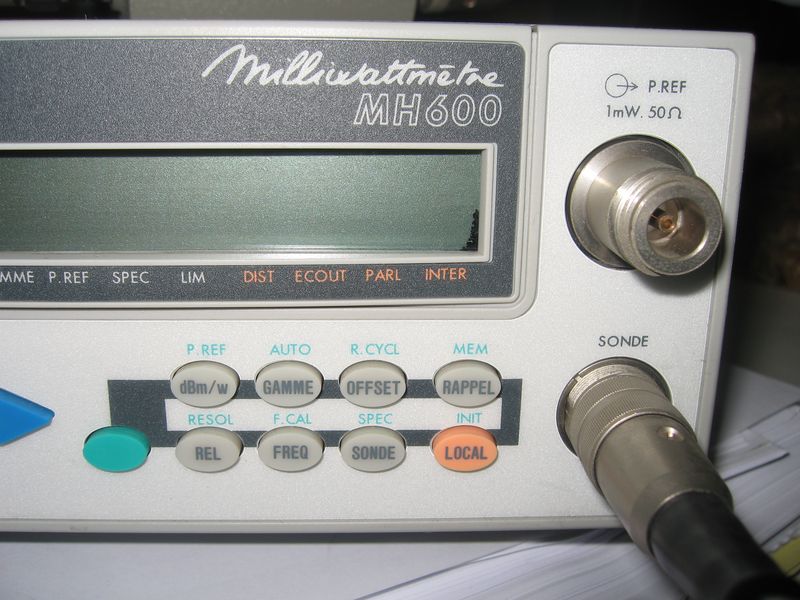 Milliwattmètre
MH600
P.REF
1mW. 50Ω
P.REF SPEC LIM DIST ECOUT PARL INTER
SONDE
P.REF AUTO R.CYCL MEM
dBm/w GAMME OFFSET RAPPEL
RESOL F.CAL SPEC INIT
REL FREQ SONDE LOCAL